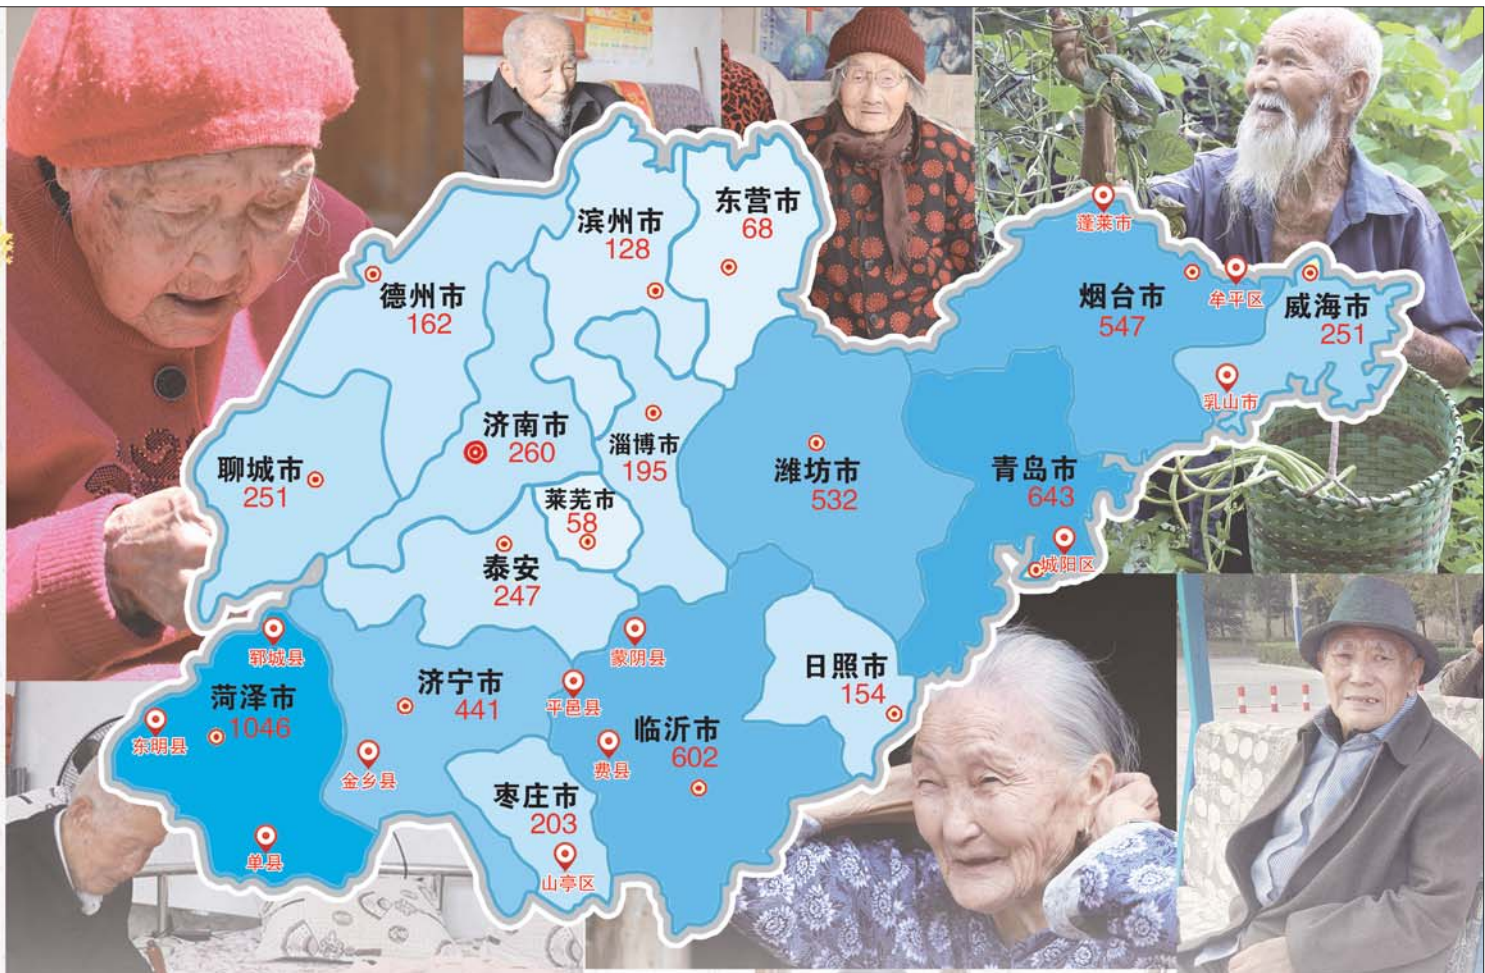 滨州市
128
东营市
68
蓬莱市
德州市
162
烟台市
547
牟平区
威海市
251
乳山市
济南市
260
淄博市
195
聊城市
251
潍坊市
532
青岛市
643
莱芜市
58
城阳区
泰安
247
郓城县
蒙阴县
日照市
154
菏泽市
1046
东明县
济宁市
441
平邑县
临沂市
602
费县
金乡县
枣庄市
203
单县
山亭区